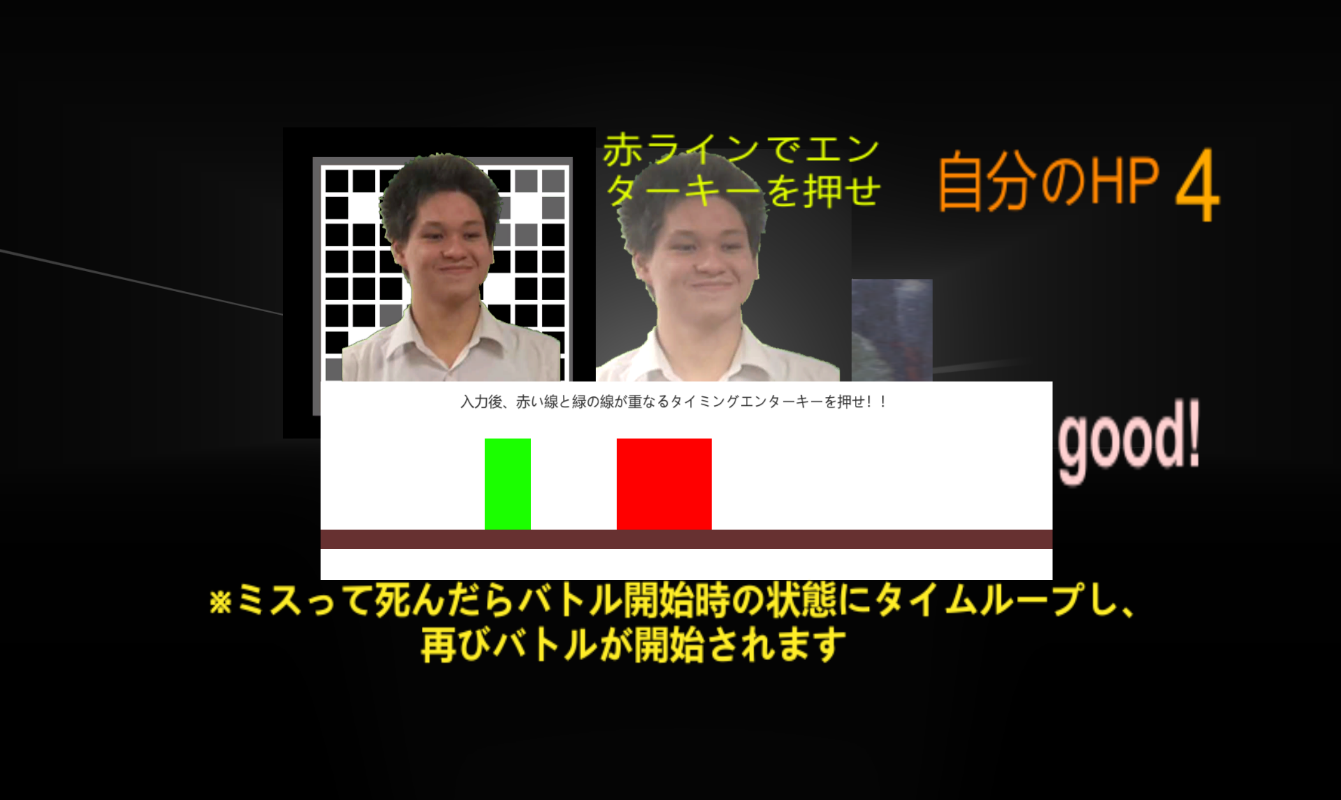 赤ラインでエン
ターキーを押せ
自分のHP 4
入力後、赤い線と緑の線が重なるタイミングエンターキーを押せ！！
good!
※ミスって死んだらバトル開始時の状態にタイムループし、
再びバトルが開始されます